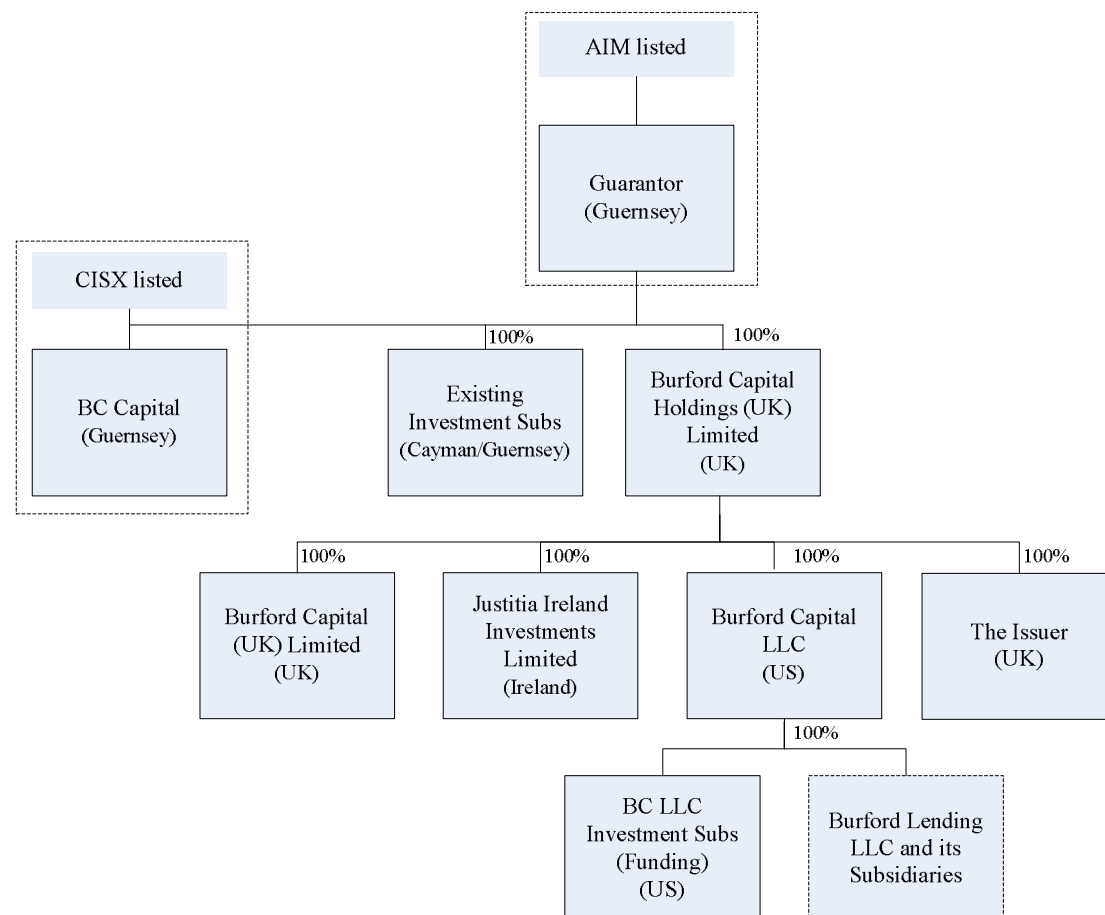 AIM listed
Guarantor
(Guernsey)
CISX listed
BC Capital
(Guernsey)
100%
Existing
Investment Subs
(Cayman/Guernsey)
100%
Burford Capital
Holdings (UK)
Limited
(UK)
100%
Burford Capital
(UK) Limited
(UK)
100%
Justitia Ireland
Investments
Limited
(Ireland)
100%
Burford Capital
LLC
(US)
100%
The Issuer
(UK)
100%
BC LLC
Investment Subs
(Funding)
(US)
Burford Lending
LLC and its
Subsidiaries